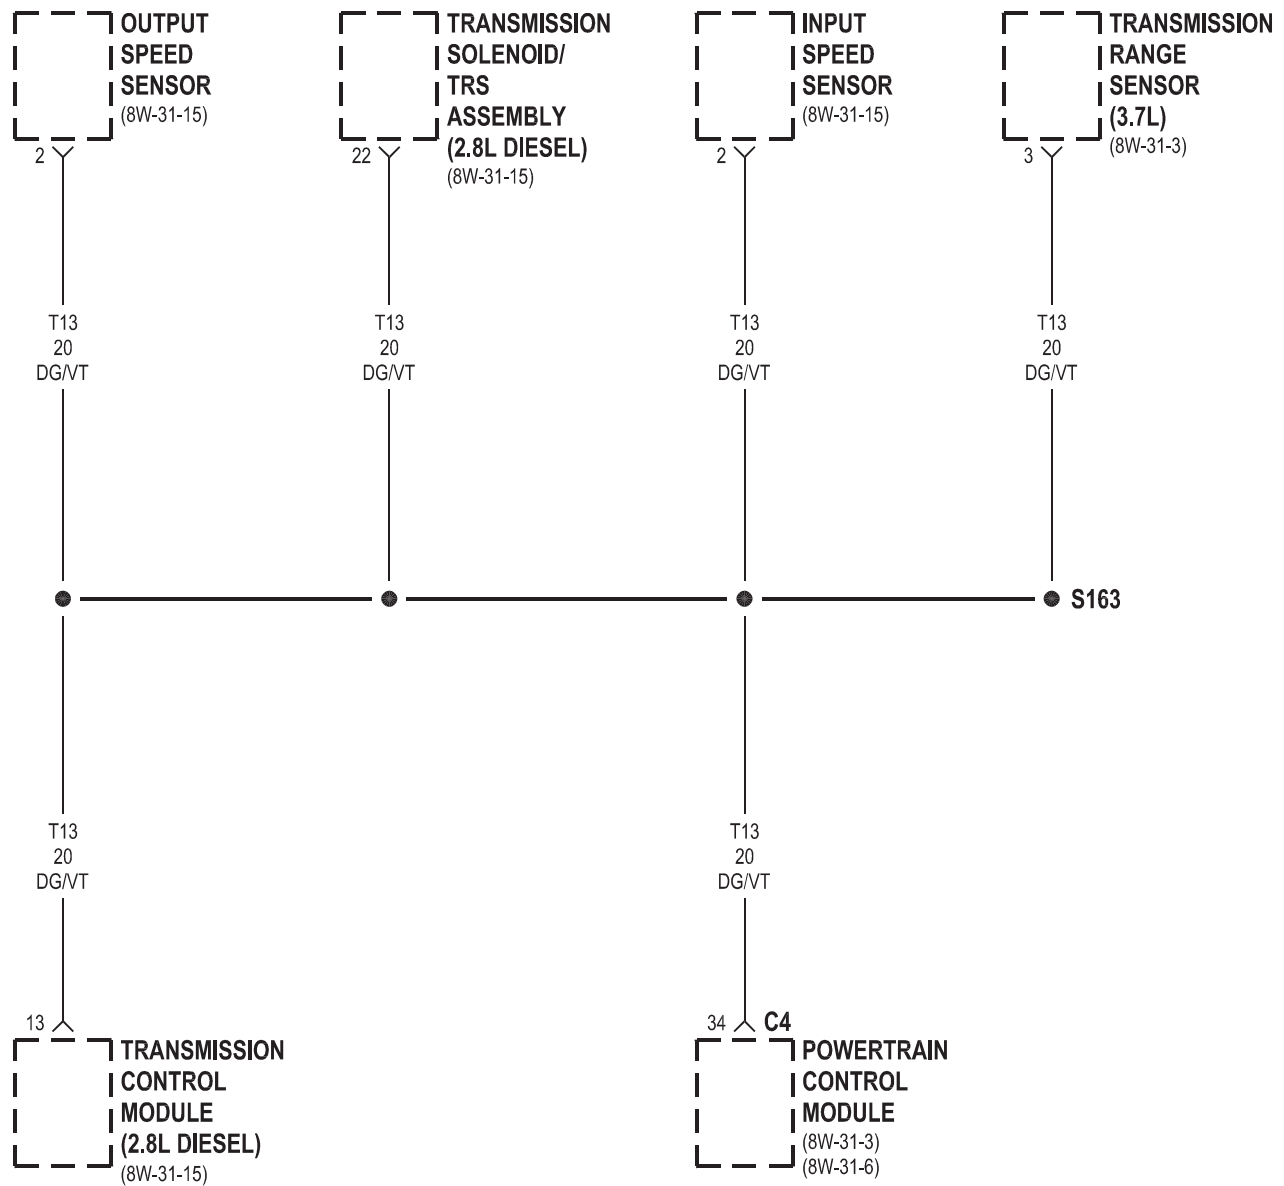 OUTPUT
SPEED
SENSOR
(8W-31-15)
2
TRANSMISSION
SOLENOID/
TRS
ASSEMBLY
(2.8L DIESEL)
(8W-31-15)
22
INPUT
SPEED
SENSOR
(8W-31-15)
2
TRANSMISSION
RANGE
SENSOR
(3.7L)
(8W-31-3)
3
T13
20
DG/VT
T13
20
DG/VT
T13
20
DG/VT
T13
20
DG/VT
S163
T13
20
DG/VT
T13
20
DG/VT
13
TRANSMISSION
CONTROL
MODULE
(2.8L DIESEL)
(8W-31-15)
34 C4
POWERTRAIN
CONTROL
MODULE
(8W-31-3)
(8W-31-6)